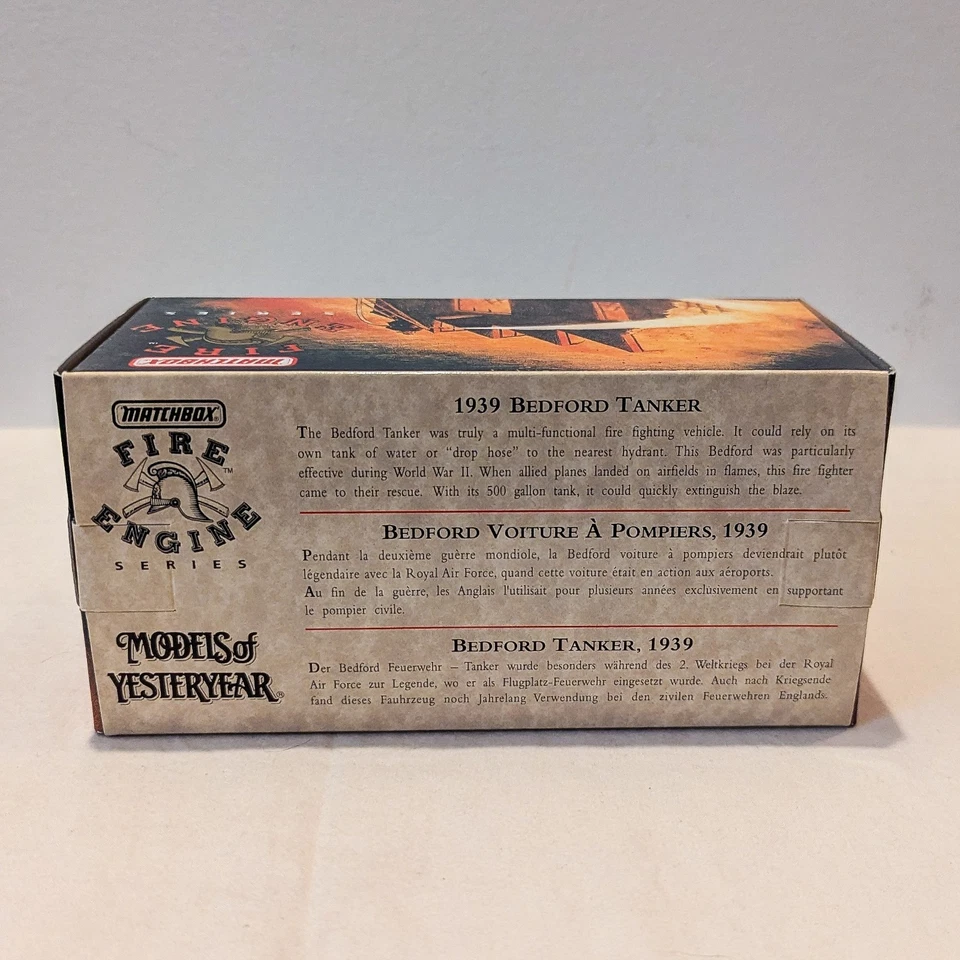 MATCHBOX
FIRE
ENGINE
SERIES
MATCHBOX®
FIRE™
ENGINE
SERIES
MODELS of
YESTERYEAR®
1939 BEDFORD TANKER
The Bedford Tanker was truly a multi-functional fire fighting vehicle. It could rely on its
own tank of water or “drop hose” to the nearest hydrant. This Bedford was particularly
effective during World War II. When allied planes landed on airfields in flames, this fire fighter
came to their rescue. With its 500 gallon tank, it could quickly extinguish the blaze.
BEDFORD VOITURE À POMPIERS, 1939
Pendant la deuxième guèrre mondiale, la Bedford voiture à pompiers deviendrait plutôt
légendaire avec la Royal Air Force, quand cette voiture était en action aux aéroports.
Au fin de la guèrre, les Anglais l'utilisait pour plusieurs années exclusivement en supportant
le pompier civile.
BEDFORD TANKER, 1939
Der Bedford Feuerwehr – Tanker wurde besonders während des 2. Weltkriegs bei der Royal
Air Force zur Legende, wo er als Flugplatz-Feuerwehr eingesetzt wurde. Auch nach Kriegsende
fand dieses Fauhrzeug noch Jahrelang Verwendung bei den zivilen Feuerwehren Englands.